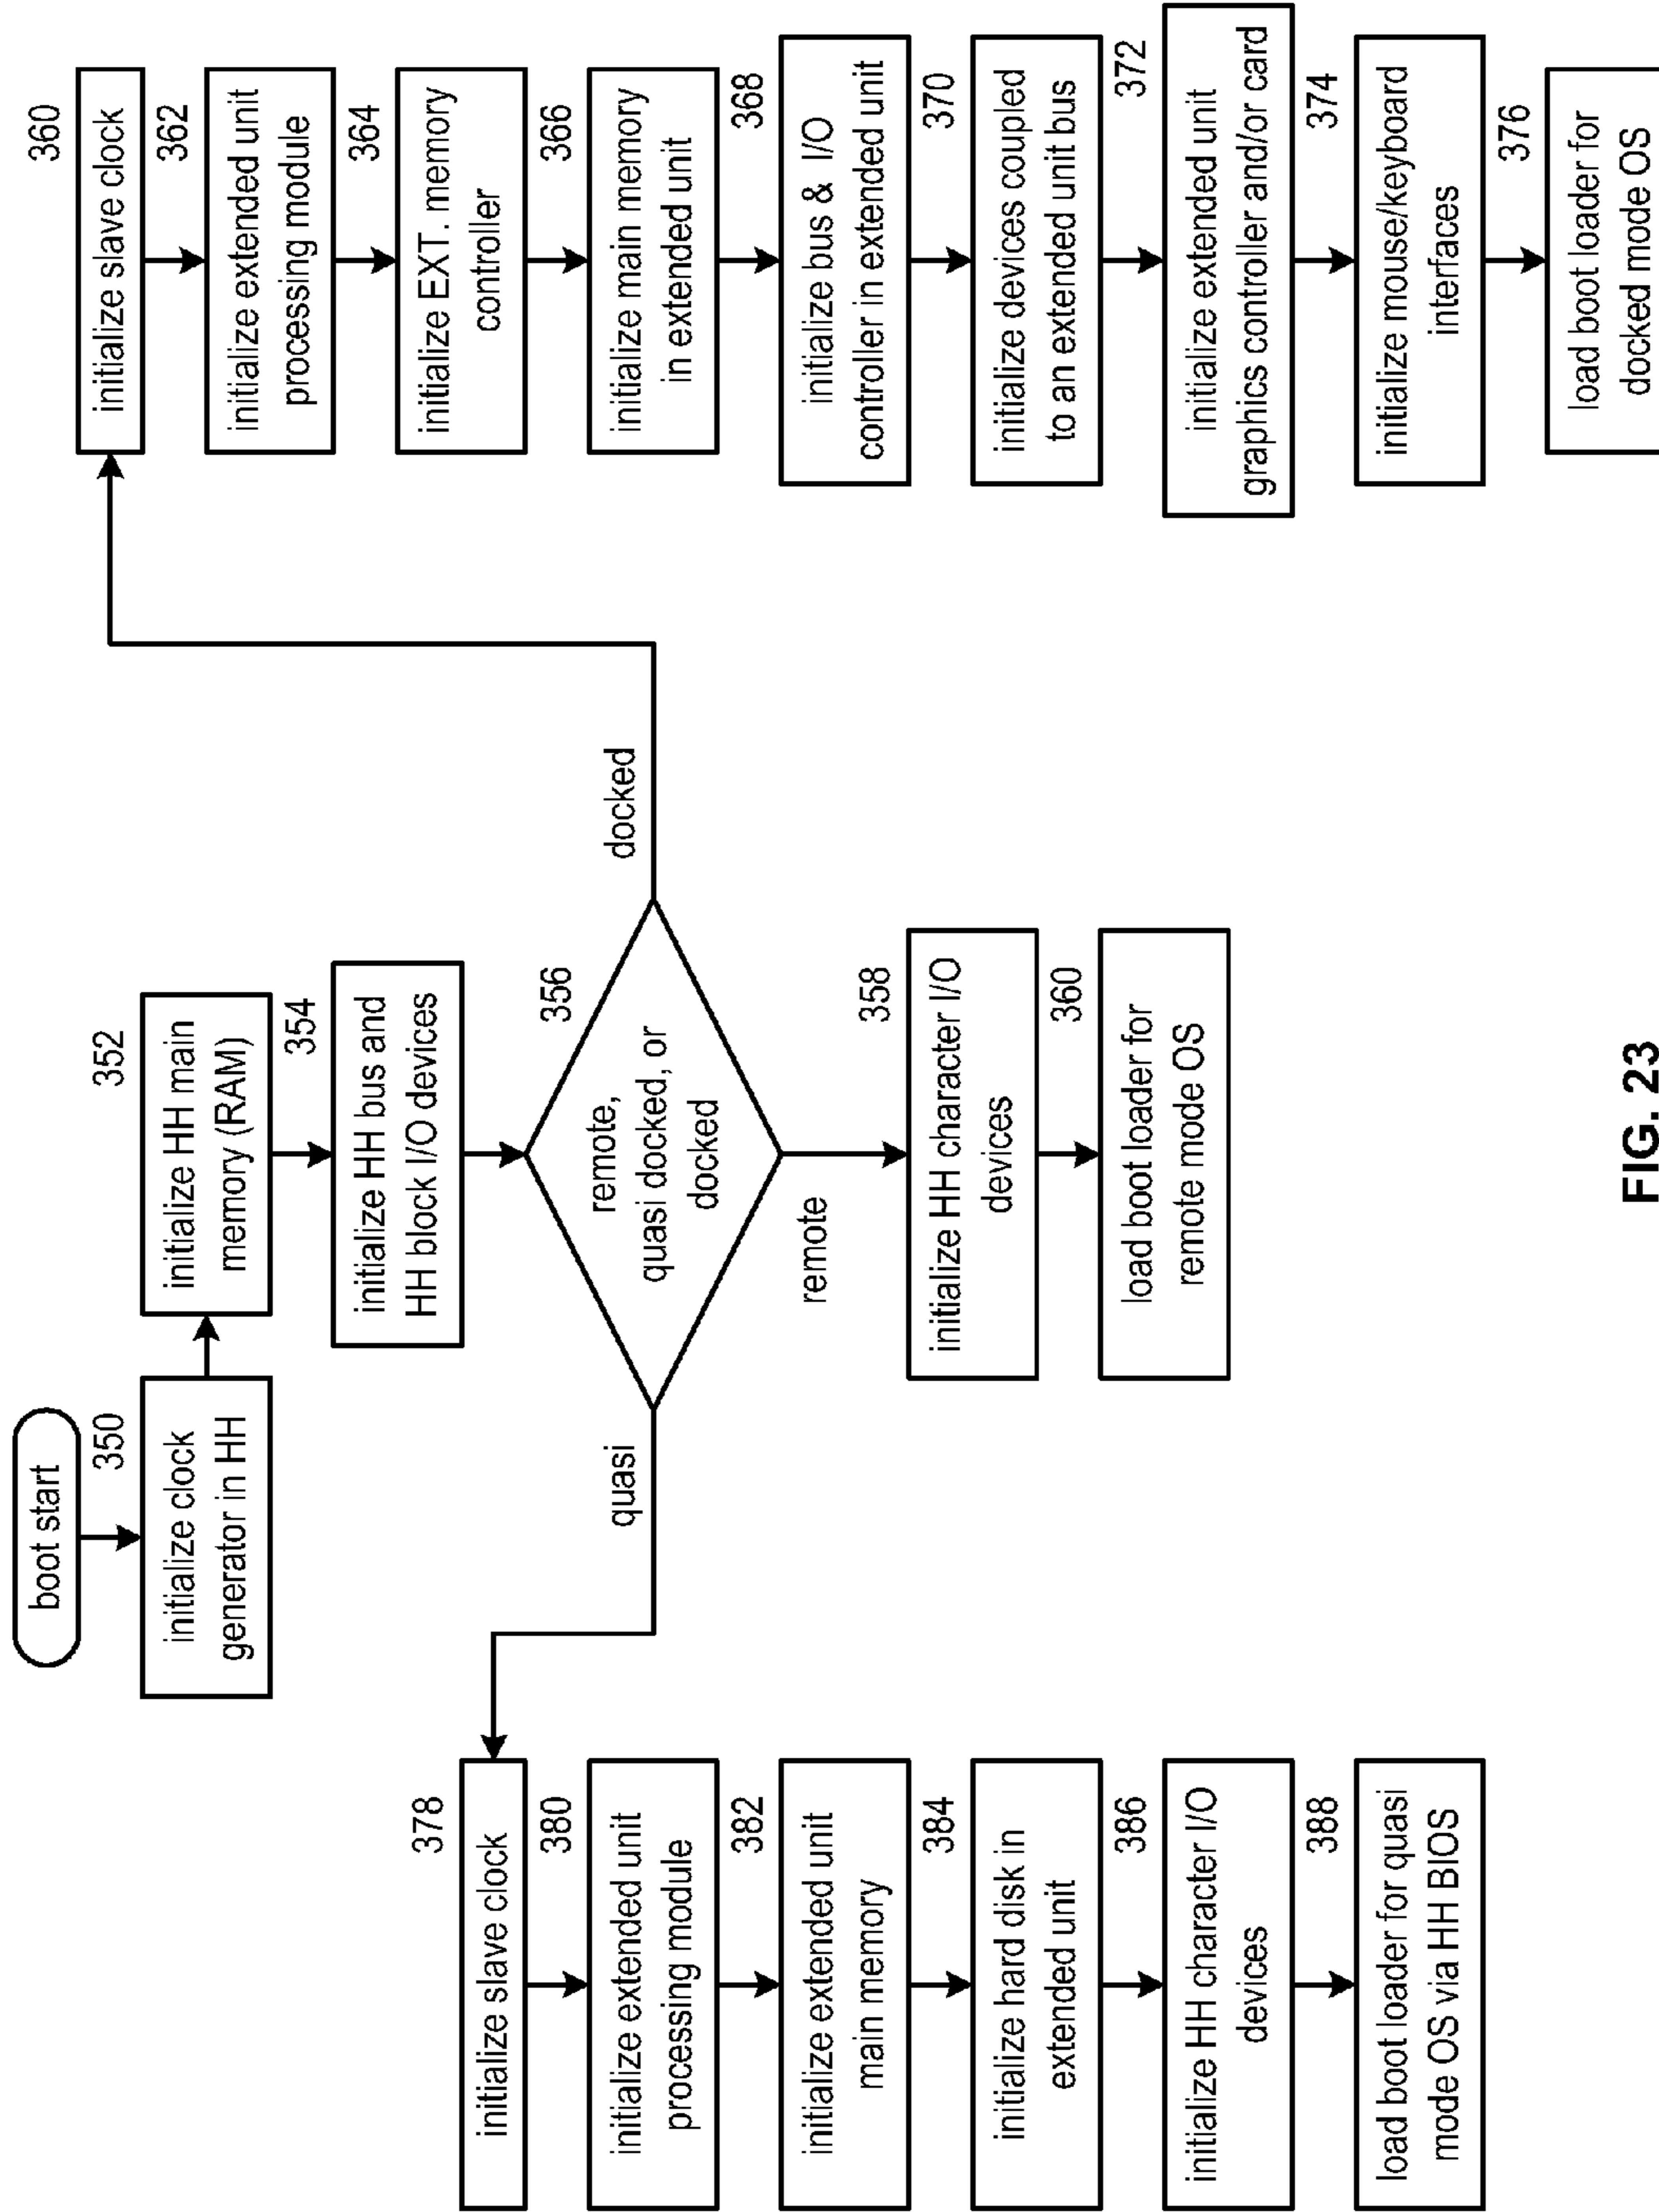 boot start
350
initialize clock
generator in HH
352
initialize HH main
memory (RAM)
354
initialize HH bus and
HH block I/O devices
356
remote,
quasi docked, or
docked
quasi
remote
docked
358
initialize HH character I/O
devices
360
load boot loader for
remote mode OS
360
initialize slave clock
362
initialize extended unit
processing module
364
initialize EXT. memory
controller
366
initialize main memory
in extended unit
368
initialize bus & I/O
controller in extended unit
370
initialize devices coupled
to an extended unit bus
372
initialize extended unit
graphics controller and/or card
374
initialize mouse/keyboard
interfaces
376
load boot loader for
docked mode OS
378
initialize slave clock
380
initialize extended unit
processing module
382
initialize extended unit
main memory
384
initialize hard disk in
extended unit
386
initialize HH character I/O
devices
388
load boot loader for quasi
mode OS via HH BIOS
FIG. 23